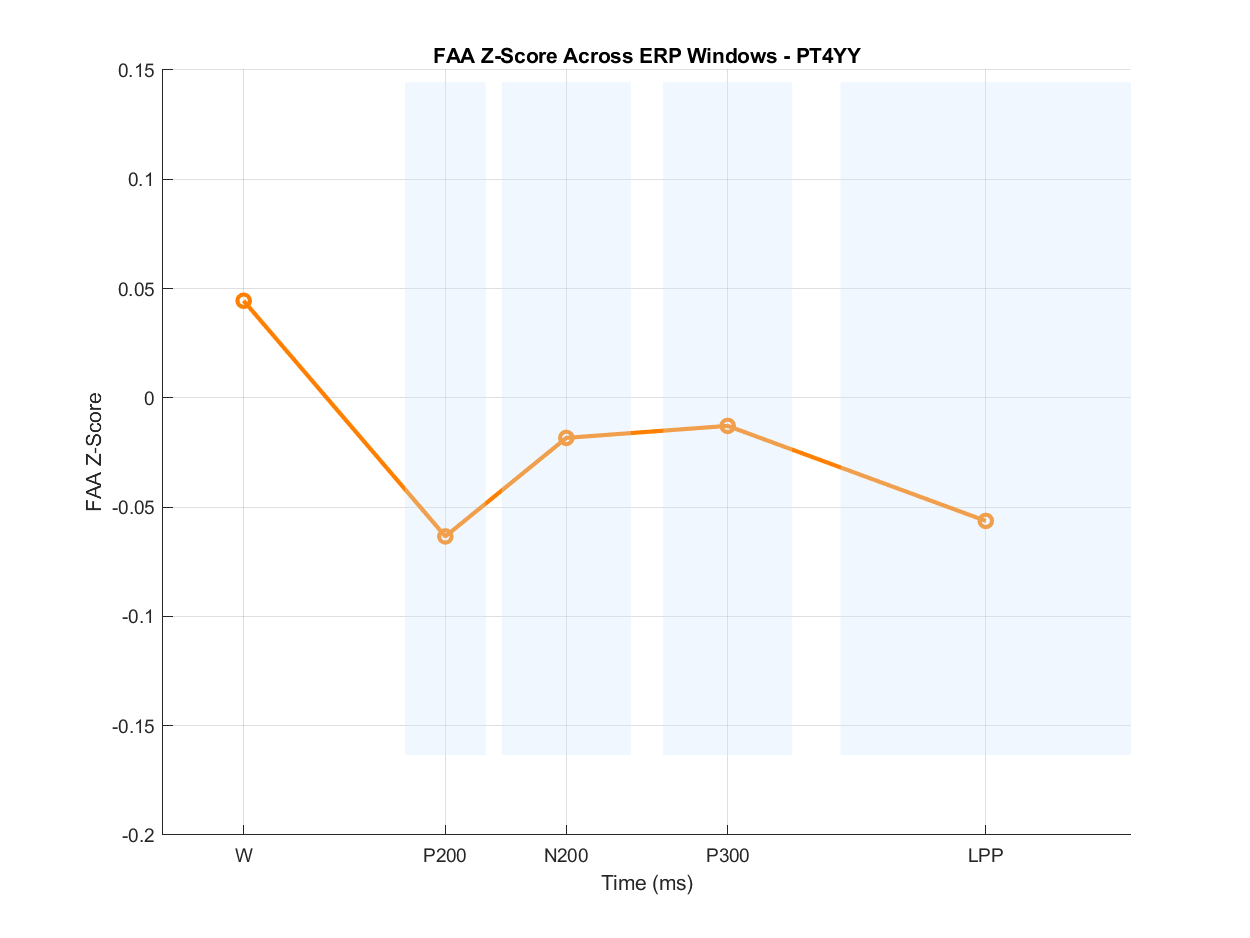 FAA Z-Score Across ERP Windows - PT4YY
0.15
0.1
0.05
0
-0.05
-0.1
-0.15
-0.2
FAA Z-Score
W P200 N200 P300 LPP
Time (ms)